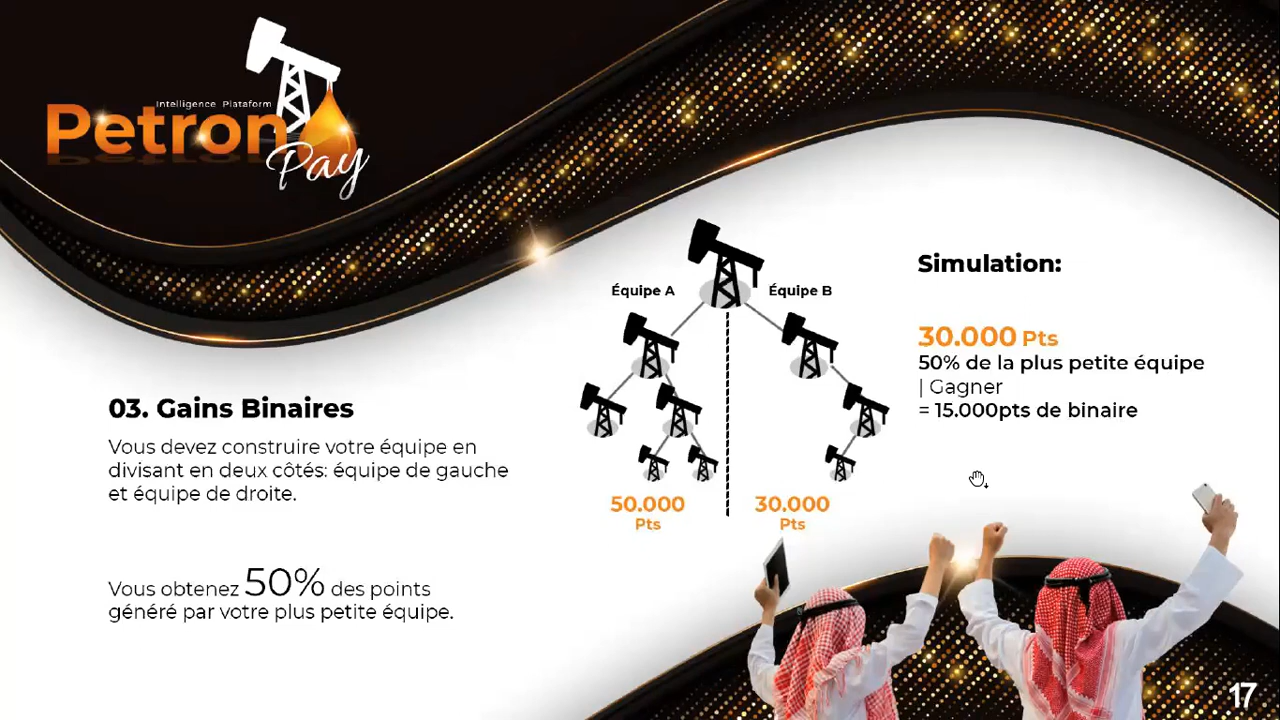 Intelligence Plataform
Petron
Pay
03. Gains Binaires
Vous devez construire votre équipe en
divisant en deux côtés: équipe de gauche
et équipe de droite.
Vous obtenez 50% des points
généré par votre plus petite équipe.
Équipe A
Équipe B
50.000
Pts
30.000
Pts
Simulation:
30.000 Pts
50% de la plus petite équipe
| Gagner
= 15.000pts de binaire
17